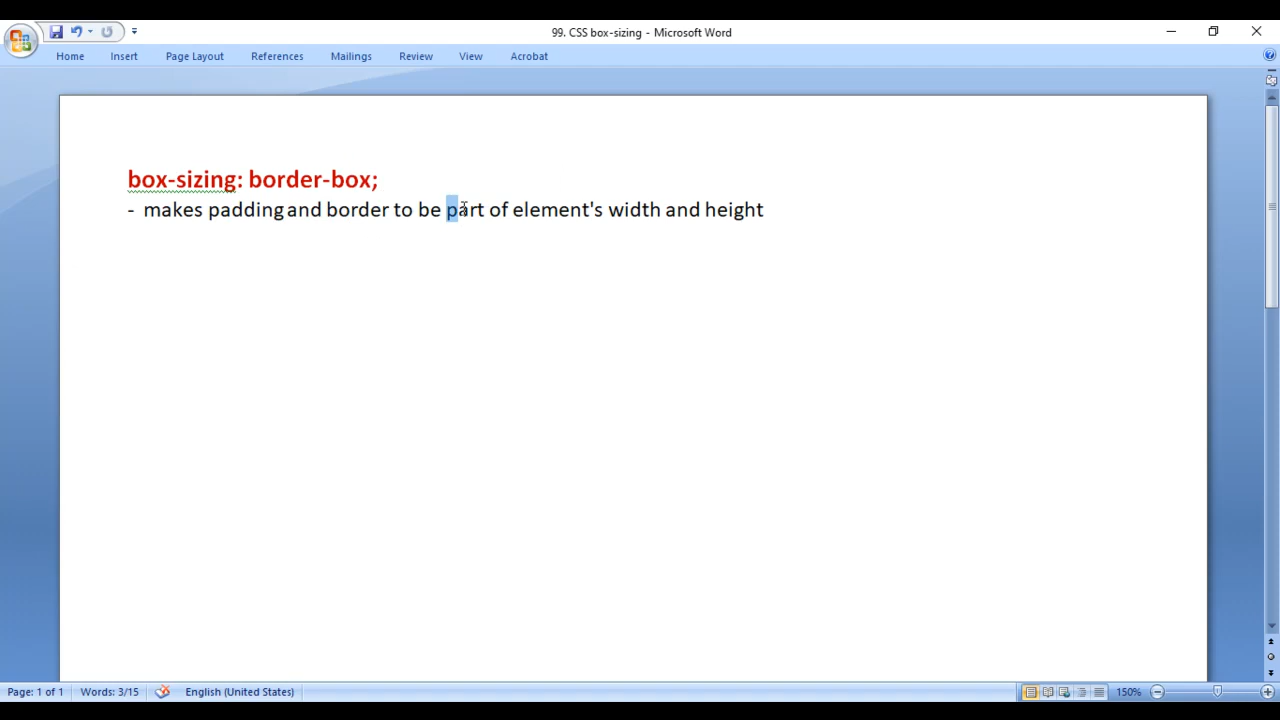 99. CSS box-sizing - Microsoft Word
Home Insert Page Layout References Mailings Review View Acrobat
box-sizing: border-box;
- makes padding and border to be part of element's width and height
Page: 1 of 1 Words: 3/15 English (United States) 150%